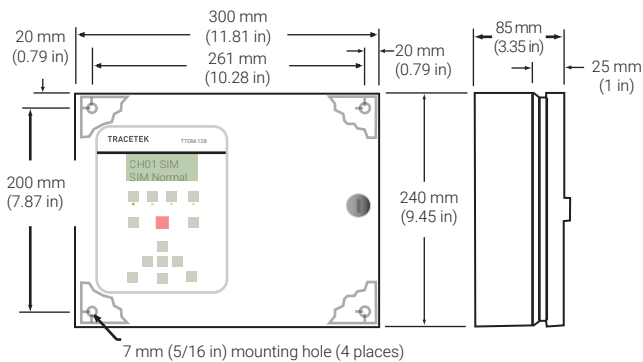 300 mm
(11.81 in)
20 mm
(0.79 in)
261 mm
(10.28 in)
20 mm
(0.79 in)
85 mm
(3.35 in)
25 mm
(1 in)
TRACETEK TTDM-128
CH01 SIM
SIM Normal
200 mm
(7.87 in)
240 mm
(9.45 in)
7 mm (5/16 in) mounting hole (4 places)